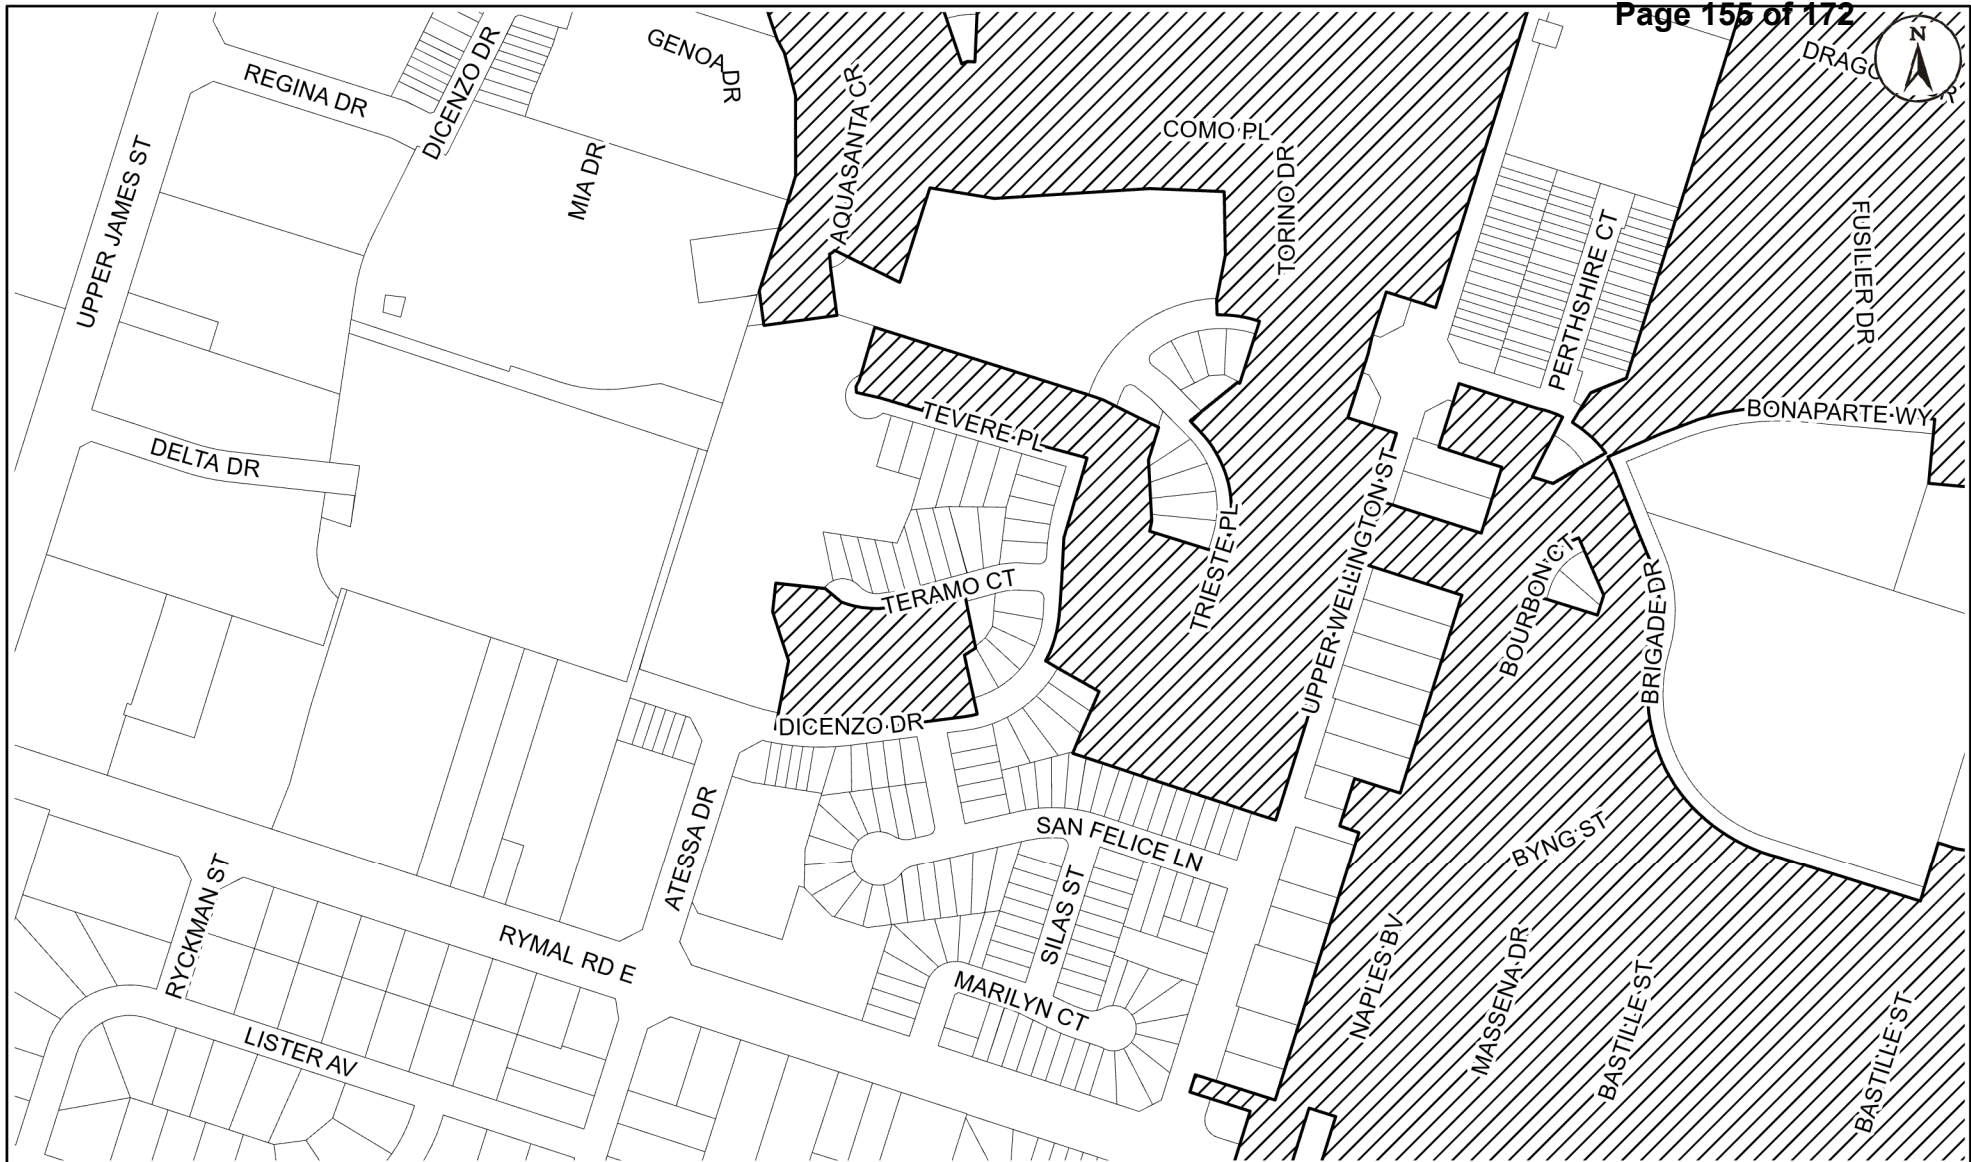 Page 155 of 172
N
DICENZO DR
GENOA DR
REGINA DR
AQUASANTA CR
COMO PL
FUSILIER DR
UPPER JAMES ST
MIA DR
TORINO DR
PERTHSHIRE CT
TEVERE PL
BONAPARTE WY
DELTA DR
UPPER WELLINGTON ST
TRIESTE PL
TERAMO CT
BOURBON CT
BRIGADE DR
DICENZO DR
ATESSA DR
SAN FELICE LN
BYNG ST
SILAS ST
RYCKMAN ST
RYMAL RD E
NAPLES BV
MASSENA DR
BASTILLE ST
BASTILLE ST
MARILYN CT
LISTER AV